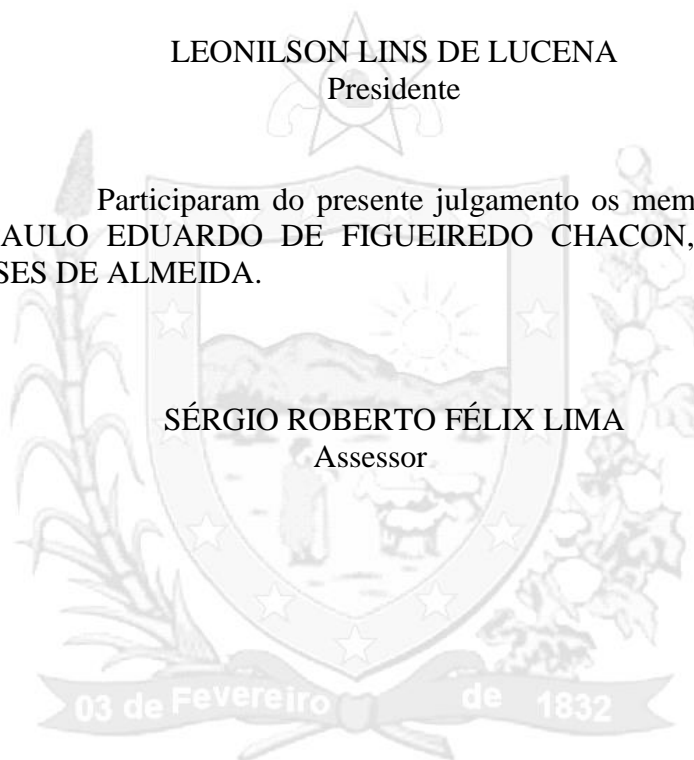 LEONILSON LINS DE LUCENA
Presidente
Participaram do presente julgamento os mem
AULO EDUARDO DE FIGUEIREDO CHACON,
SES DE ALMEIDA.
SÉRGIO ROBERTO FÉLIX LIMA
Assessor
03 de Fevereiro de 1832